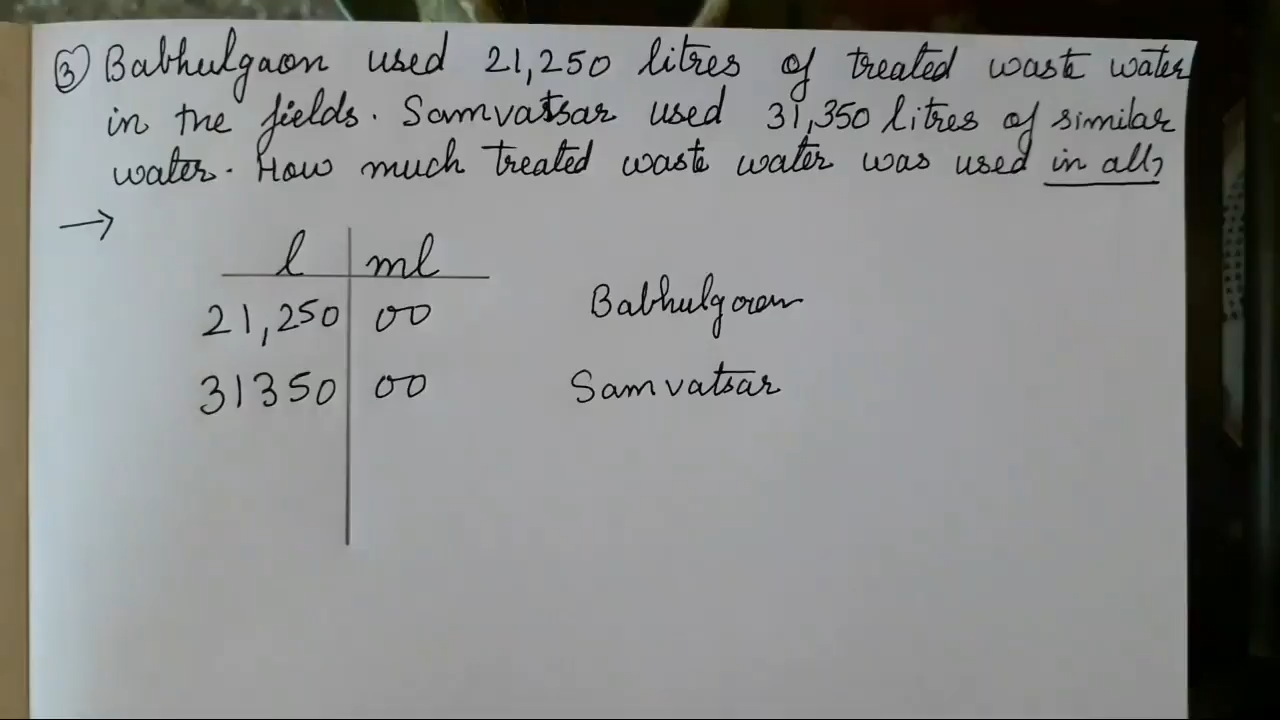 ③ Babhulgaon used 21,250 litres of treated waste water
in the fields. Samvatsar used 31,350 litres of similar
water. How much treated waste water was used in all?
→
l ml
21,250 00 Babhulgaon
31350 00 Samvatsar